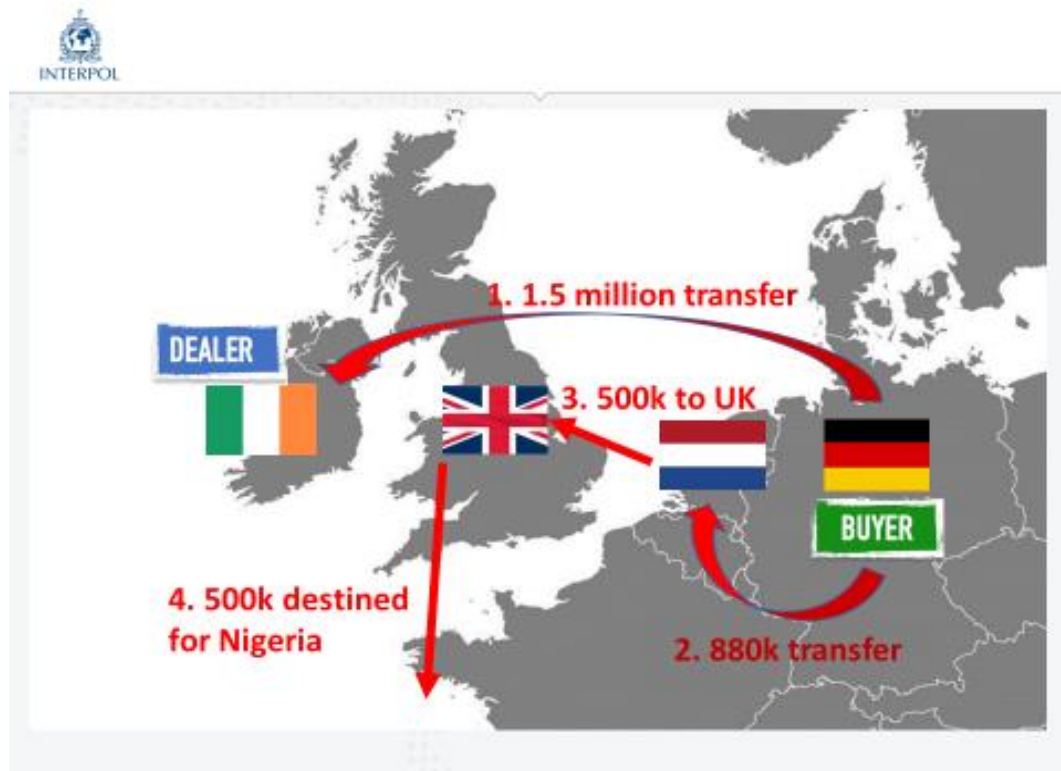 INTERPOL
1. 1.5 million transfer
DEALER
3. 500k to UK
BUYER
4. 500k destined
for Nigeria
2. 880k transfer